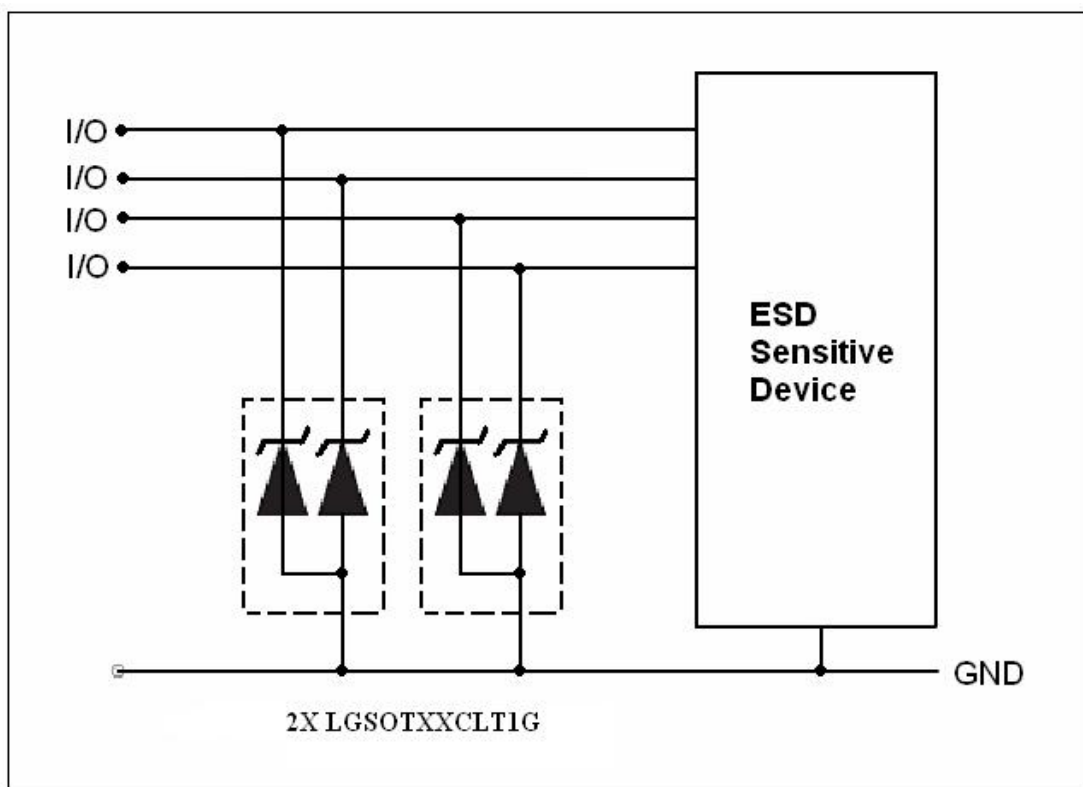 I/O
I/O
I/O
I/O
ESD
Sensitive
Device
GND
2X LGSOTXXCLT1G